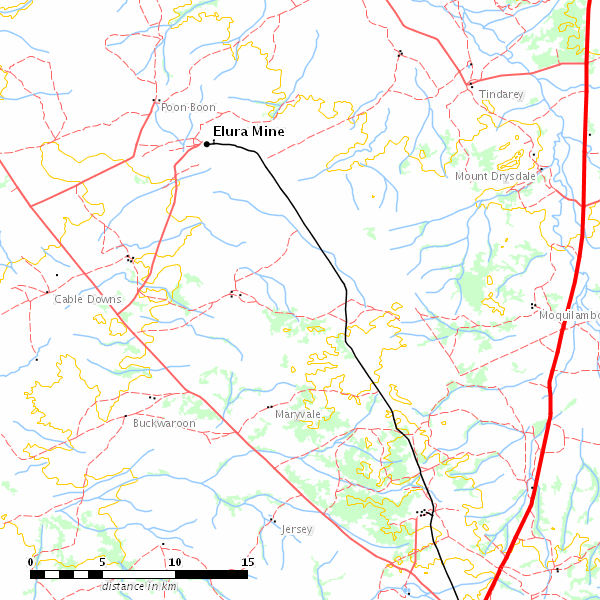 Tindarey
Poon Boon
Elura Mine
Mount Drysdale
Cable Downs
Moquilambo
Maryvale
Buckwaroon
Jersey
0 5 10 15
distance in km